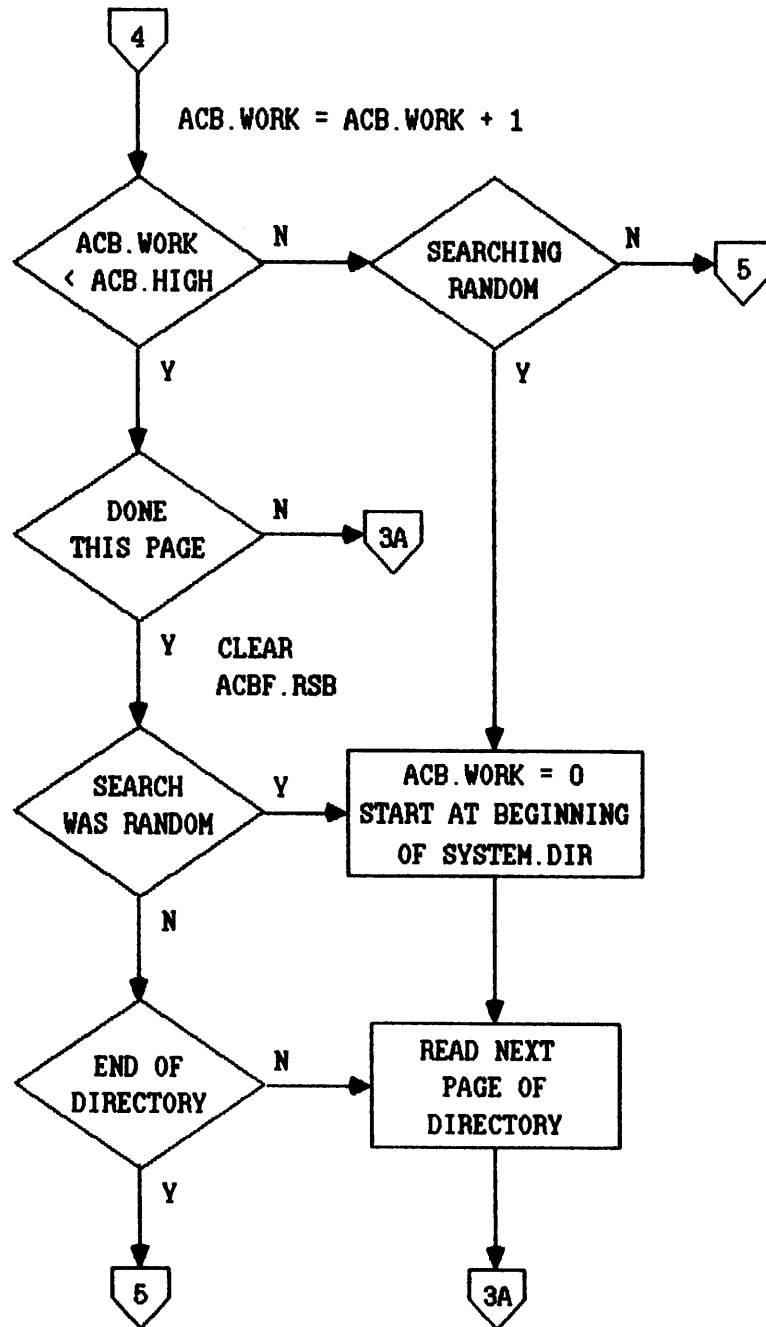 4
ACB.WORK = ACB.WORK + 1
ACB.WORK
< ACB.HIGH
N
SEARCHING
RANDOM
N
5
Y
Y
DONE
THIS PAGE
N
3A
Y
CLEAR
ACBF.RSB
SEARCH
WAS RANDOM
Y
ACB.WORK = 0
START AT BEGINNING
OF SYSTEM.DIR
N
END OF
DIRECTORY
N
READ NEXT
PAGE OF
DIRECTORY
Y
5
3A